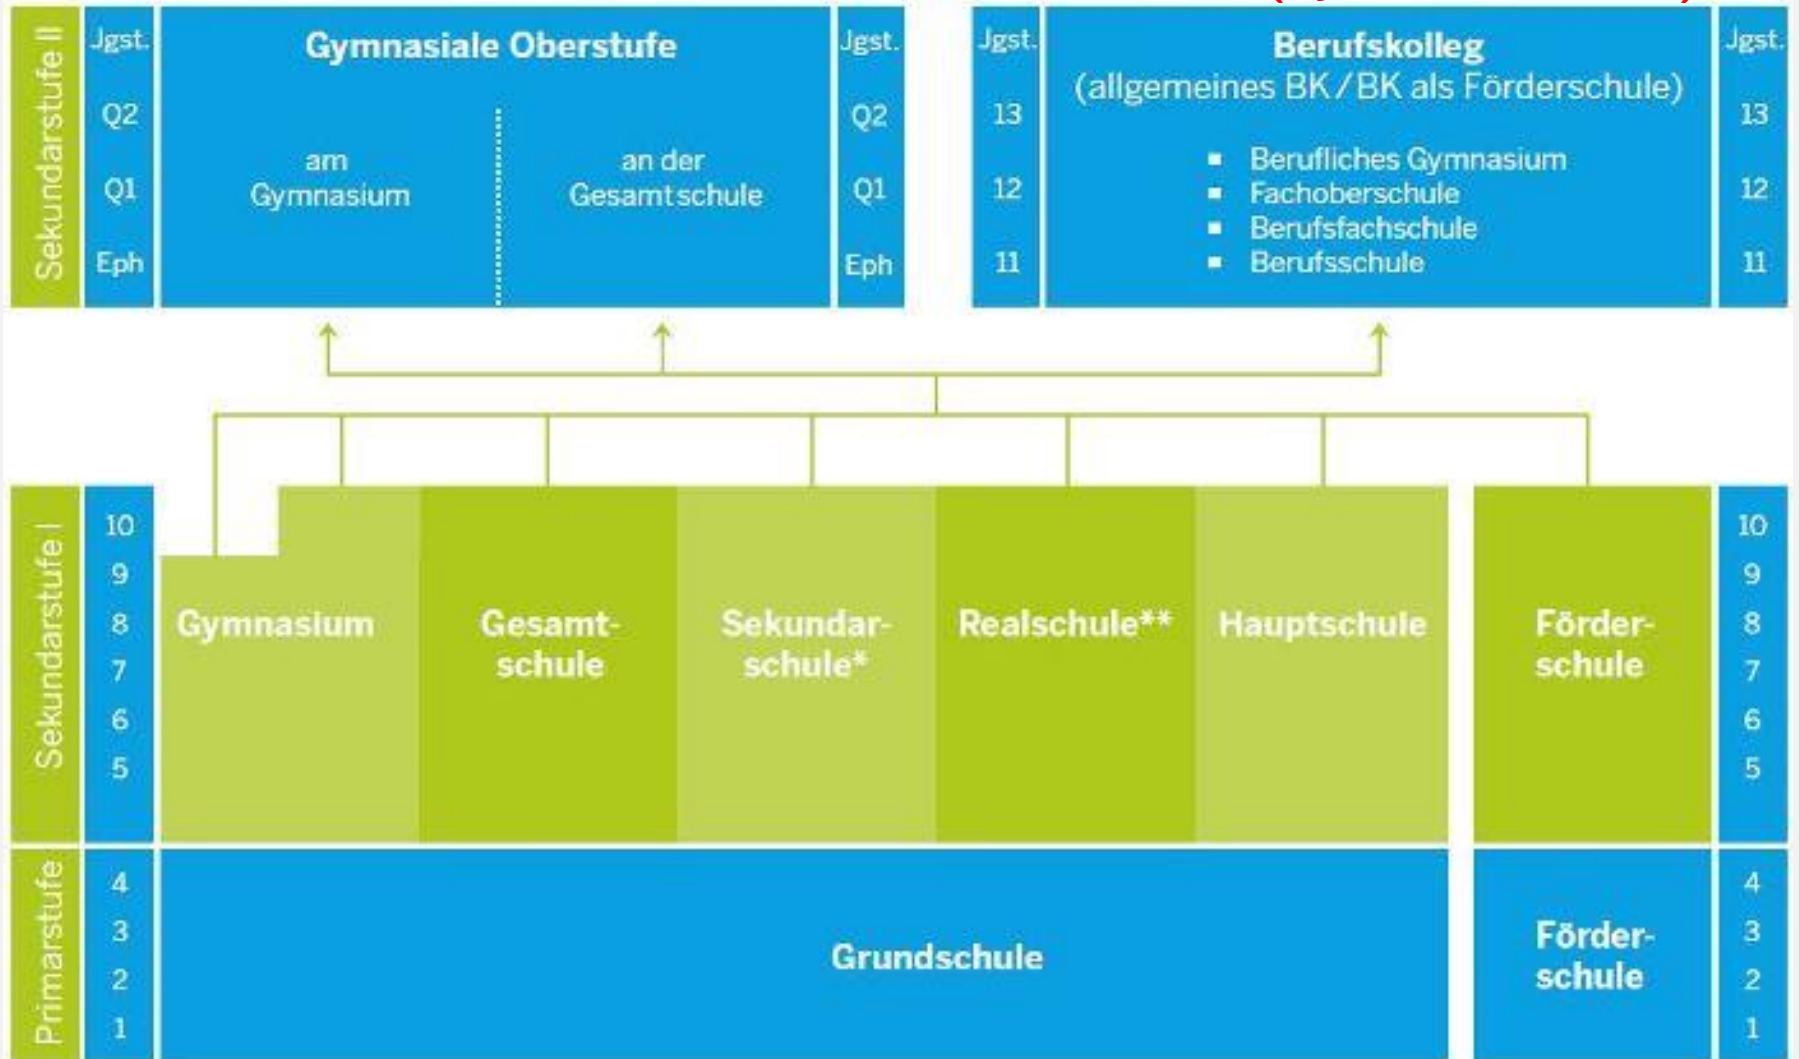 Sekundarstufe II
Jgst.
Q2
Q1
Eph
Gymnasiale Oberstufe
am
Gymnasium
an der
Gesamtschule
Jgst.
Q2
Q1
Eph
Jgst.
13
12
11
Berufskolleg
(allgemeines BK/BK als Förderschule)
▪ Berufliches Gymnasium
▪ Fachoberschule
▪ Berufsfachschule
▪ Berufsschule
Jgst.
13
12
11
Sekundarstufe I
10
9
8
7
6
5
Gymnasium
Gesamt-
schule
Sekundar-
schule*
Realschule**
Hauptschule
Förder-
schule
10
9
8
7
6
5
Primarstufe
4
3
2
1
Grundschule
Förder-
schule
4
3
2
1